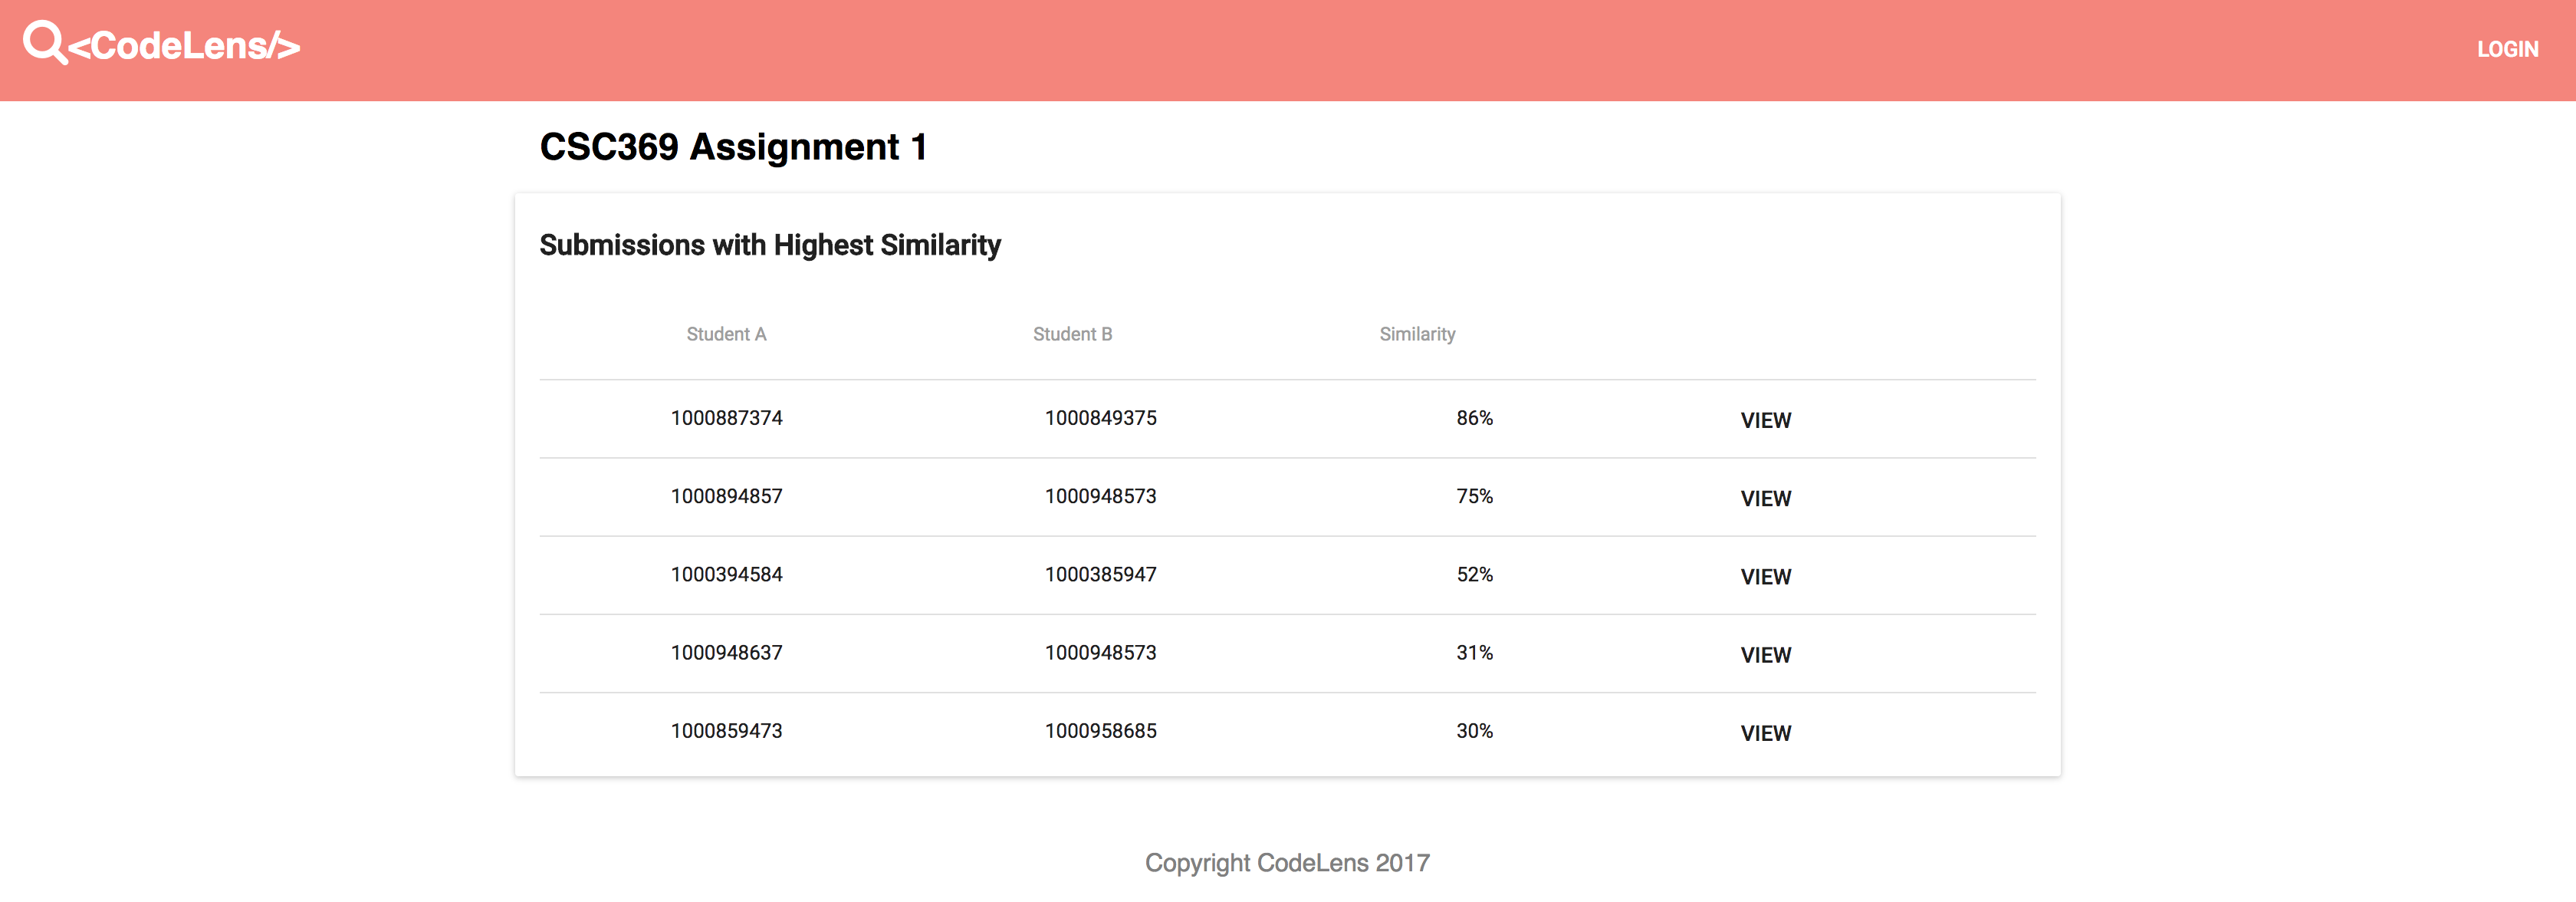 <CodeLens/>
LOGIN
CSC369 Assignment 1
Submissions with Highest Similarity
Student A Student B Similarity
1000887374 1000849375 86% VIEW
1000894857 1000948573 75% VIEW
1000394584 1000385947 52% VIEW
1000948637 1000948573 31% VIEW
1000859473 1000958685 30% VIEW
Copyright CodeLens 2017